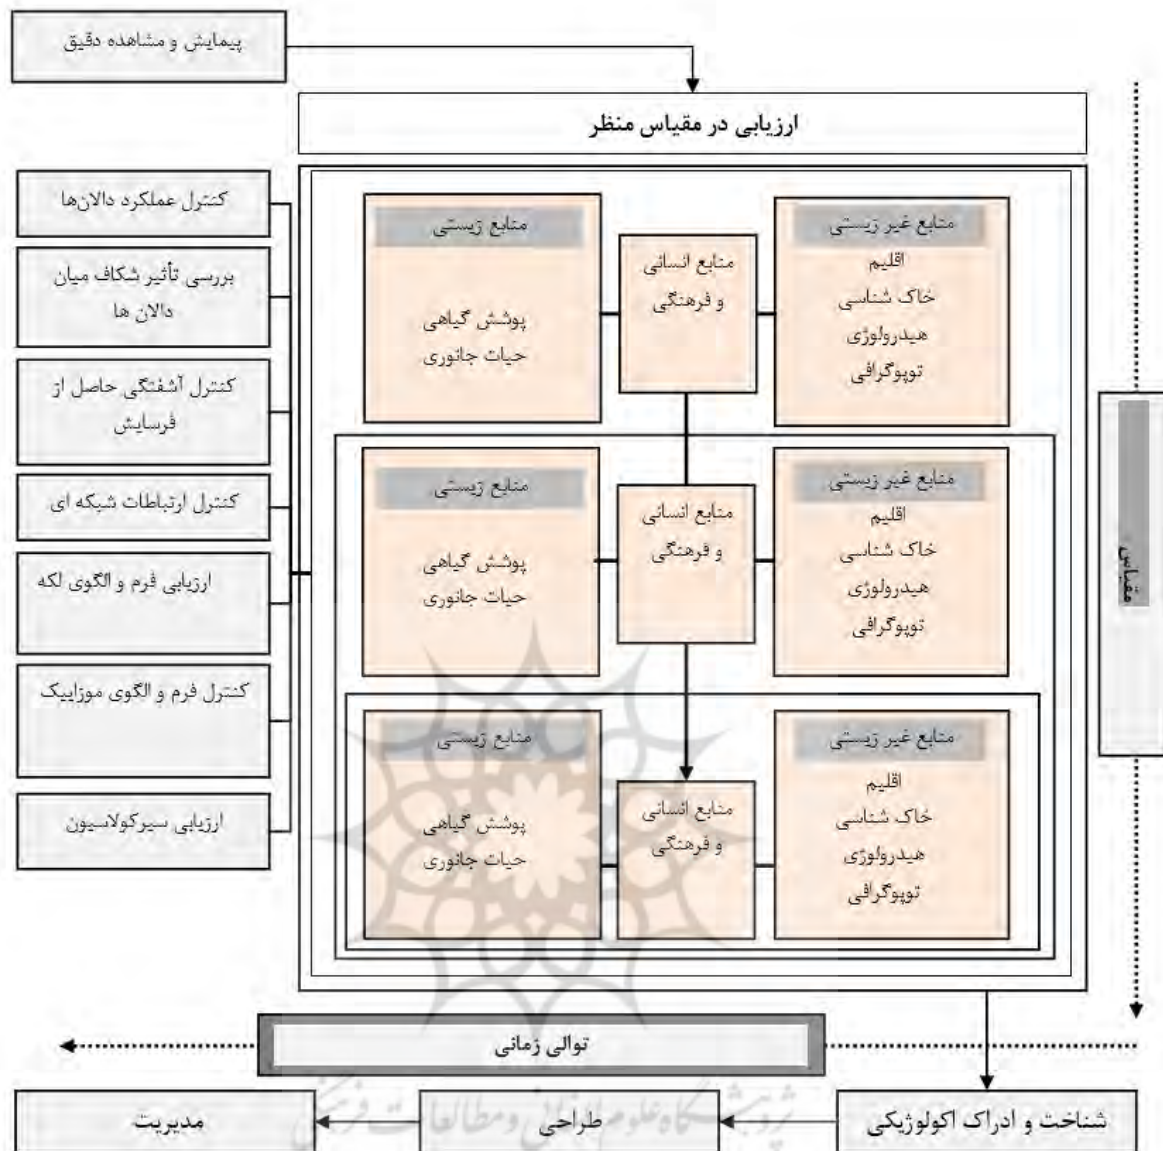 پیمایش و مشاهده دقیق
ارزیابی در مقیاس منظر
منابع غیر زیستی
اقلیم
خاک شناسی
هیدرولوژی
توپوگرافی
منابع انسانی
و فرهنگی
منابع زیستی
پوشش گیاهی
حیات جانوری
منابع غیر زیستی
اقلیم
خاک شناسی
هیدرولوژی
توپوگرافی
منابع انسانی
و فرهنگی
منابع زیستی
پوشش گیاهی
حیات جانوری
منابع غیر زیستی
اقلیم
خاک شناسی
هیدرولوژی
توپوگرافی
منابع انسانی
و فرهنگی
منابع زیستی
پوشش گیاهی
حیات جانوری
کنترل عملکرد دالان‌ها
بررسی تأثیر شکاف میان
دالان ها
کنترل آشفتگی حاصل از
فرسایش
کنترل ارتباطات شبکه ای
ارزیابی فرم و الگوی لکه
کنترل فرم و الگوی موزاییک
ارزیابی سیرکولاسیون
مقیاس
توالی زمانی
شناخت و ادراک اکولوژیکی
طراحی
مدیریت
پژوهشگاه علوم انسانی و مطالعات فرهنگی